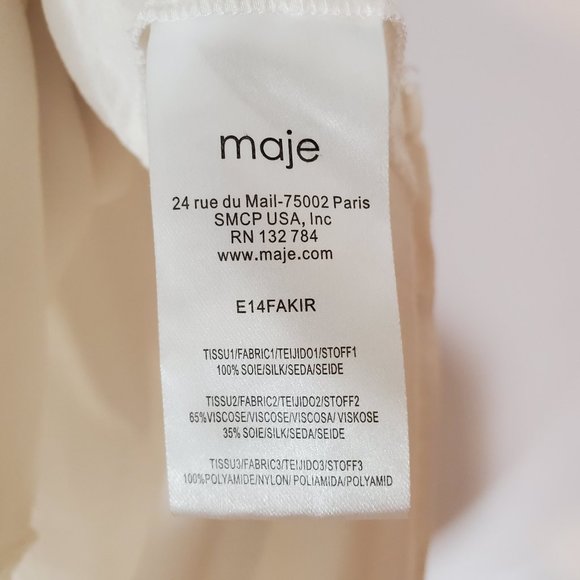 maje
24 rue du Mail-75002 Paris
SMCP USA, Inc
RN 132 784
www.maje.com
E14FAKIR
TISSU1/FABRIC1/TEIJIDO1/STOFF1
100% SOIE/SILK/SEDA/SEIDE
TISSU2/FABRIC2/TEJIDO2/STOFF2
65%VISCOSE/VISCOSE/VISCOSA/ VISKOSE
35% SOIE/SILK/SEDA/SEIDE
TISSU3/FABRIC3/TEJIDO3/STOFF3
100%POLYAMIDE/NYLON/ POLIAMIDA/POLYAMID